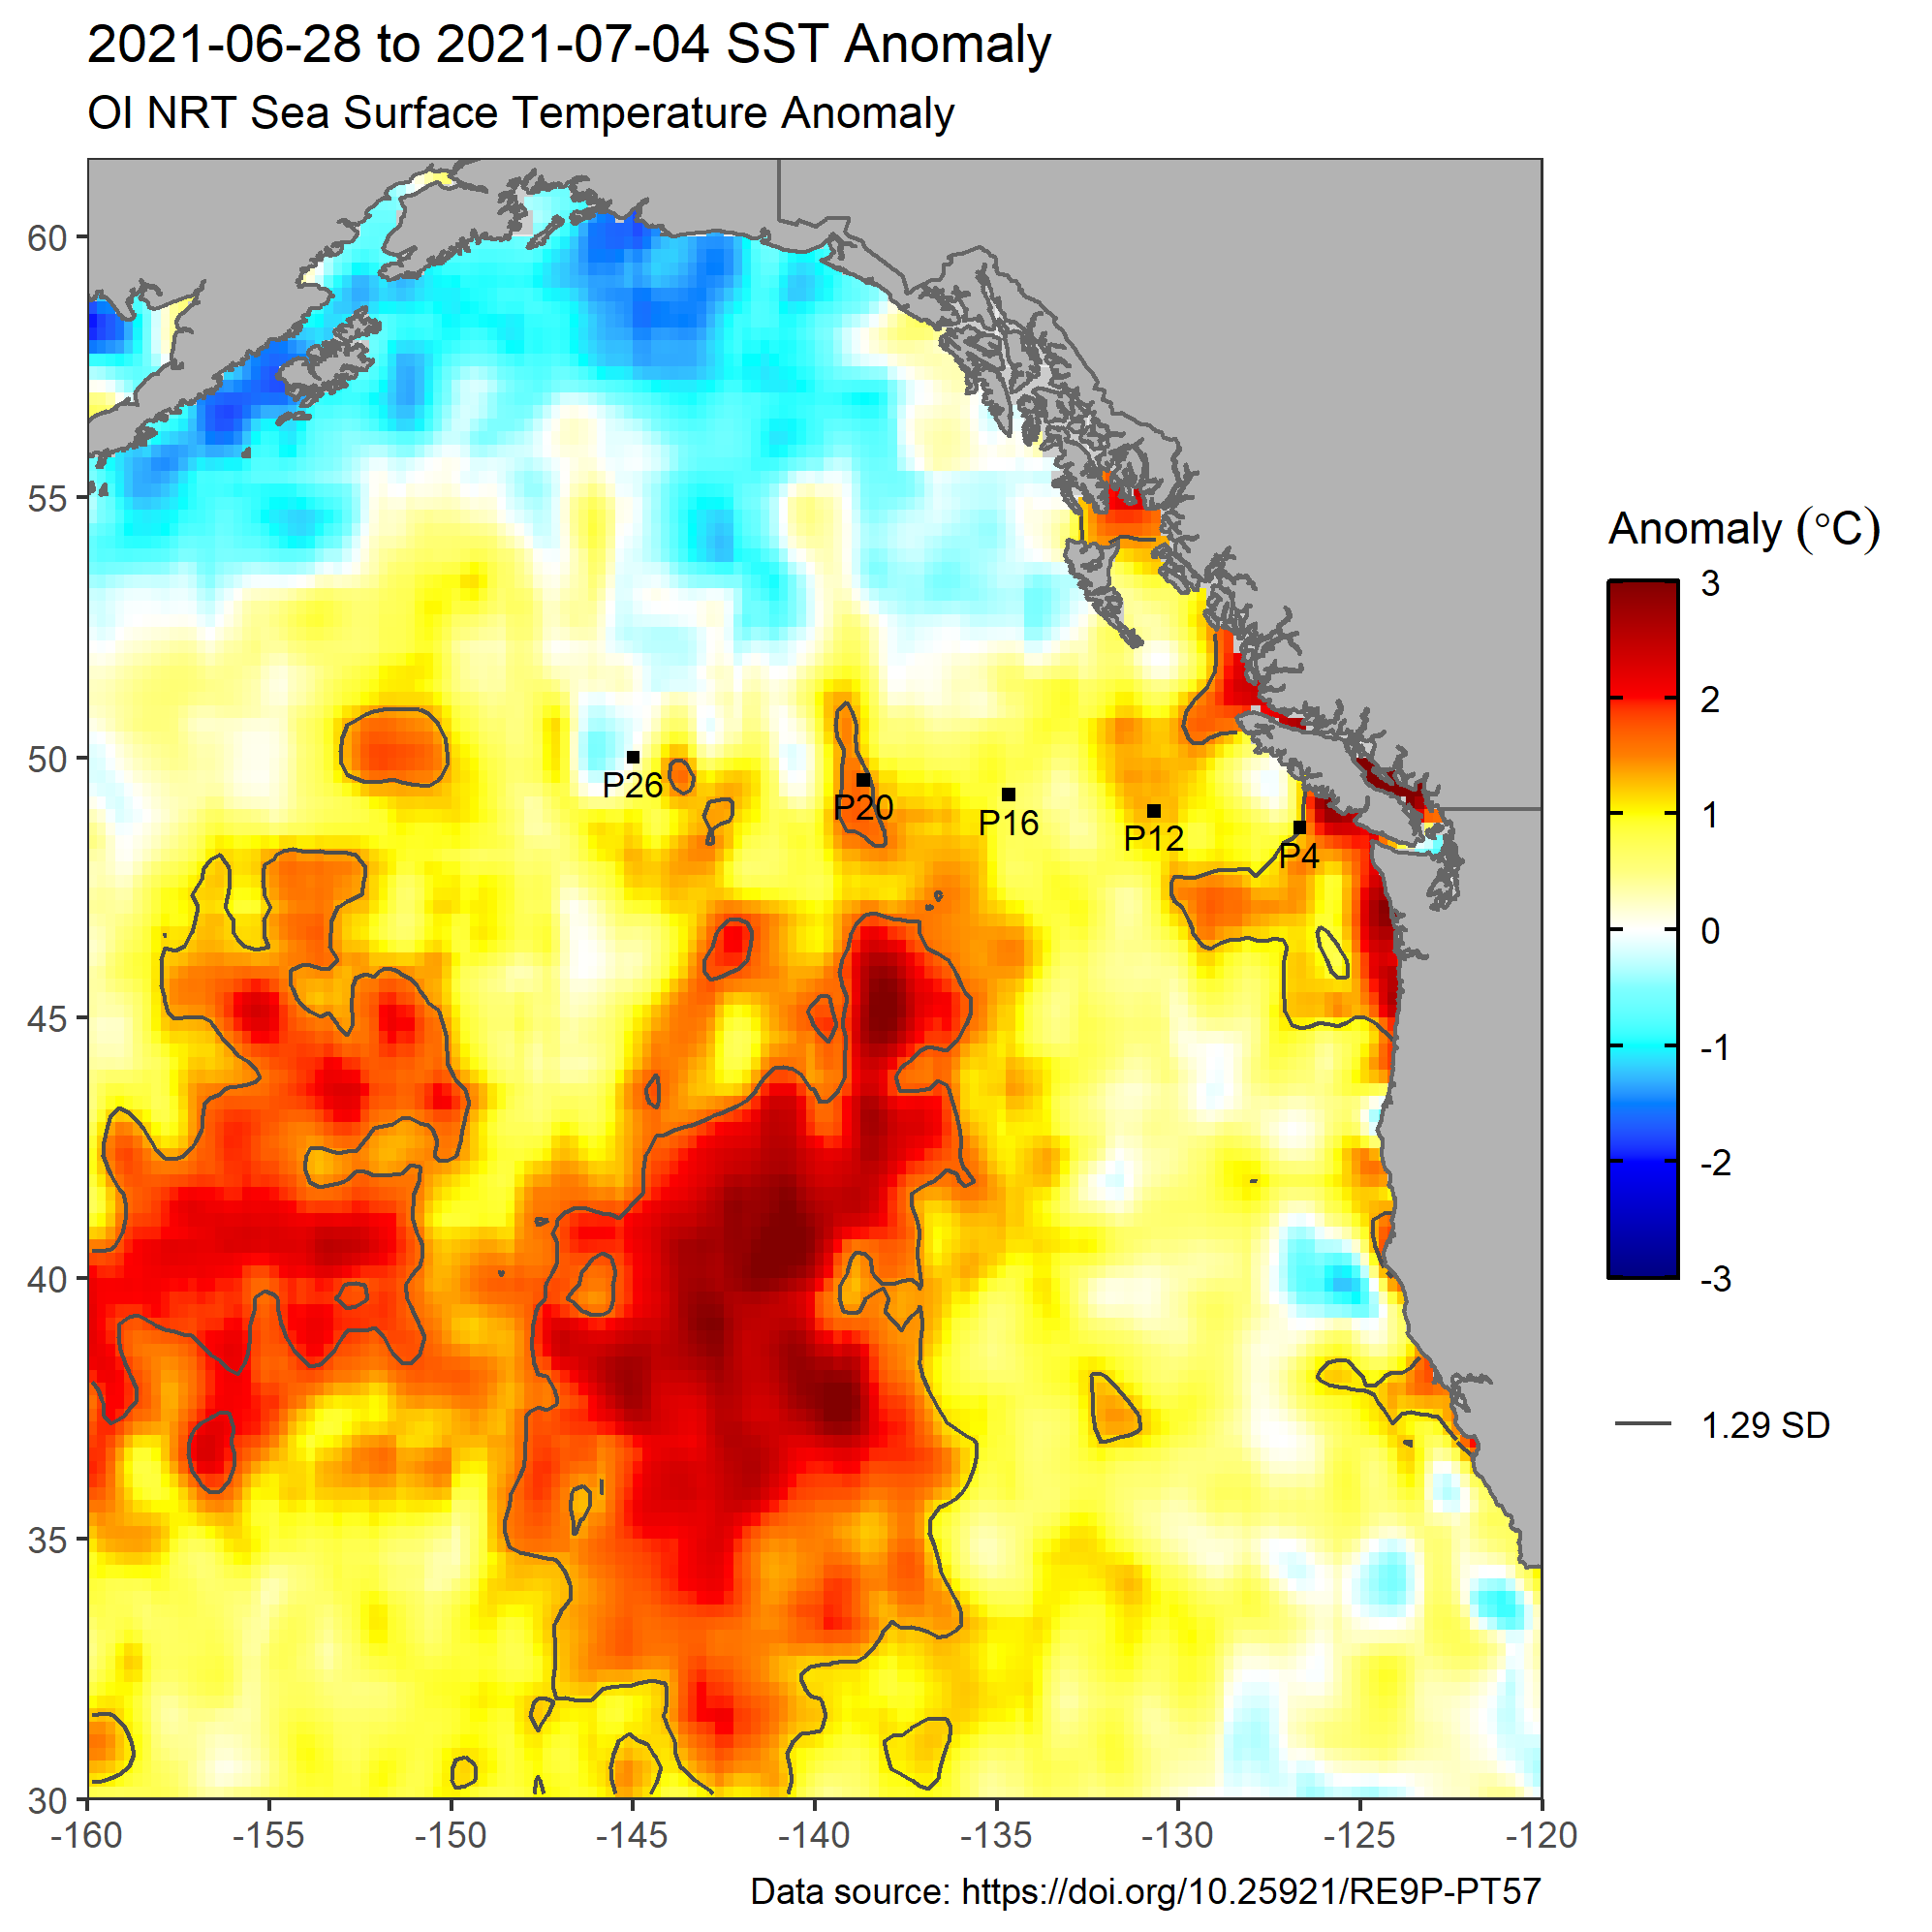 2021-06-28 to 2021-07-04 SST Anomaly
OI NRT Sea Surface Temperature Anomaly
60
55
50
45
40
35
30
-160
-155
-150
-145
-140
-135
-130
-125
-120
P26
P20
P16
P12
P4
Anomaly (°C)
3
2
1
0
-1
-2
-3
1.29 SD
Data source: https://doi.org/10.25921/RE9P-PT57